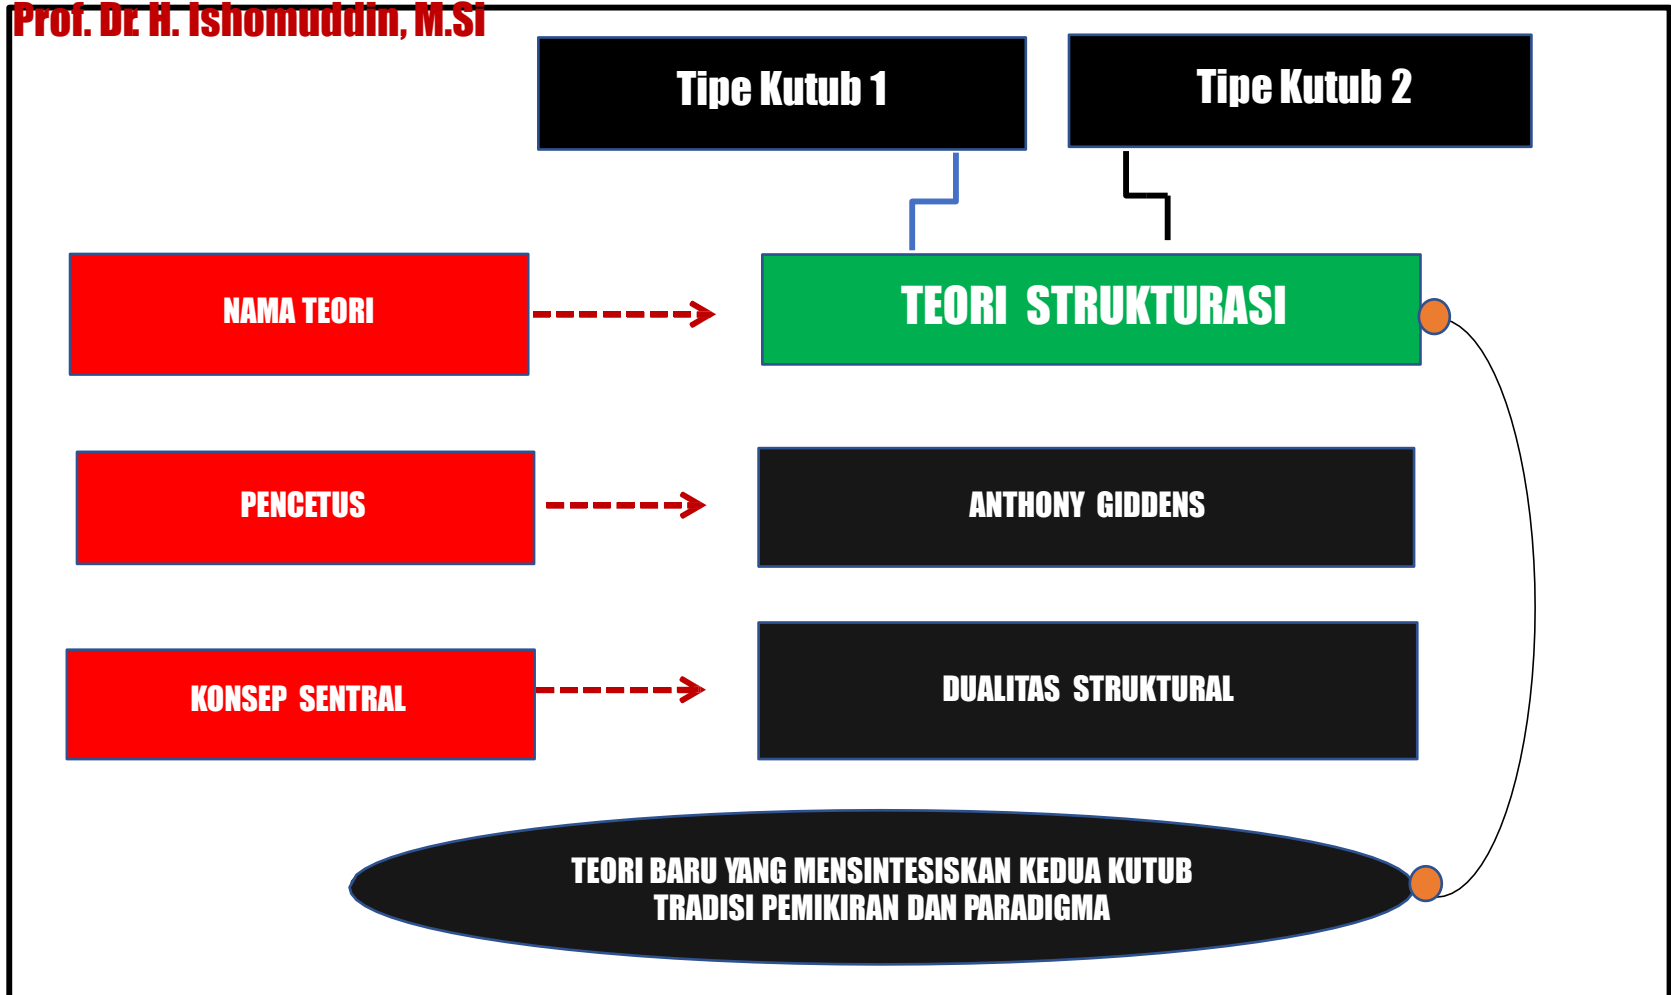 Prof. Dr. H. Ishomuddin, M.Si
Tipe Kutub 1
Tipe Kutub 2
NAMA TEORI
TEORI STRUKTURASI
PENCETUS
ANTHONY GIDDENS
KONSEP SENTRAL
DUALITAS STRUKTURAL
TEORI BARU YANG MENSINTESISKAN KEDUA KUTUB
TRADISI PEMIKIRAN DAN PARADIGMA